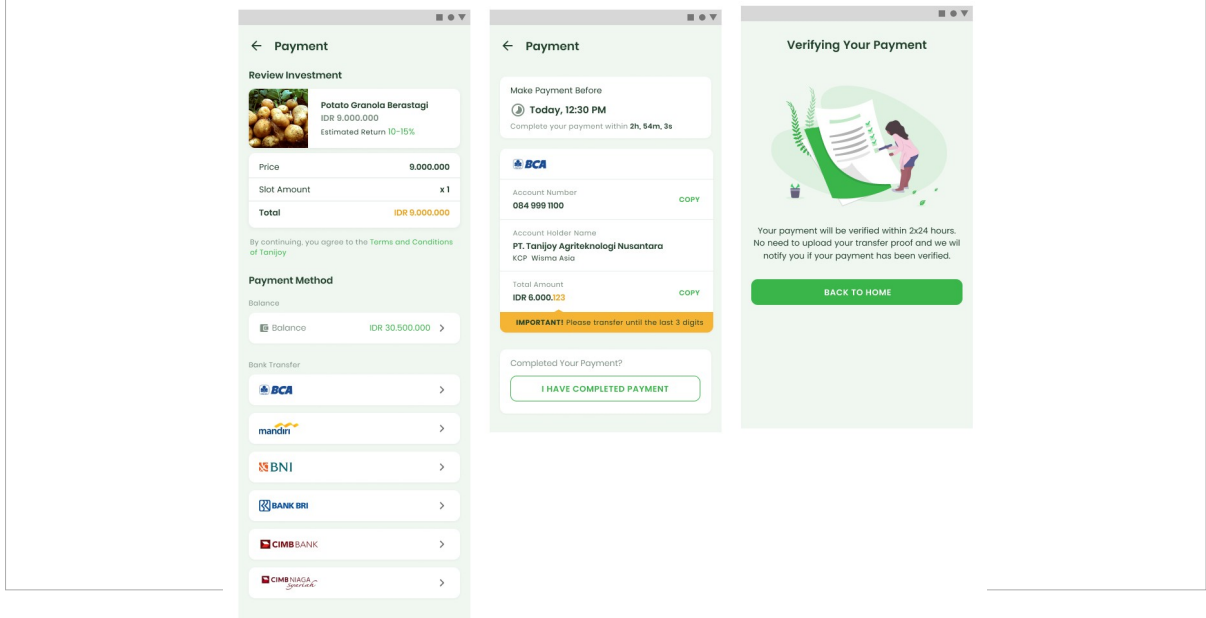 Payment
Review Investment
Potato Granola Berastagi
IDR 9.000.000
Estimated Return 10-15%
Price 9.000.000
Slot Amount x 1
Total IDR 9.000.000
By continuing, you agree to the Terms and Conditions
of Tanijoy
Payment Method
Balance
Balance IDR 30.500.000
Bank Transfer
BCA
mandiri
BNI
BANK BRI
CIMB BANK
CIMB NIAGA
Syariah
Payment
Make Payment Before
Today, 12:30 PM
Complete your payment within 2h, 54m, 3s
BCA
Account Number
084 999 1100 COPY
Account Holder Name
PT. Tanijoy Agriteknologi Nusantara
KCP Wisma Asia
Total Amount
IDR 6.000.123 COPY
IMPORTANT! Please transfer until the last 3 digits
Completed Your Payment?
I HAVE COMPLETED PAYMENT
Verifying Your Payment
Your payment will be verified within 2x24 hours.
No need to upload your transfer proof and we wil
notify you if your payment has been verified.
BACK TO HOME